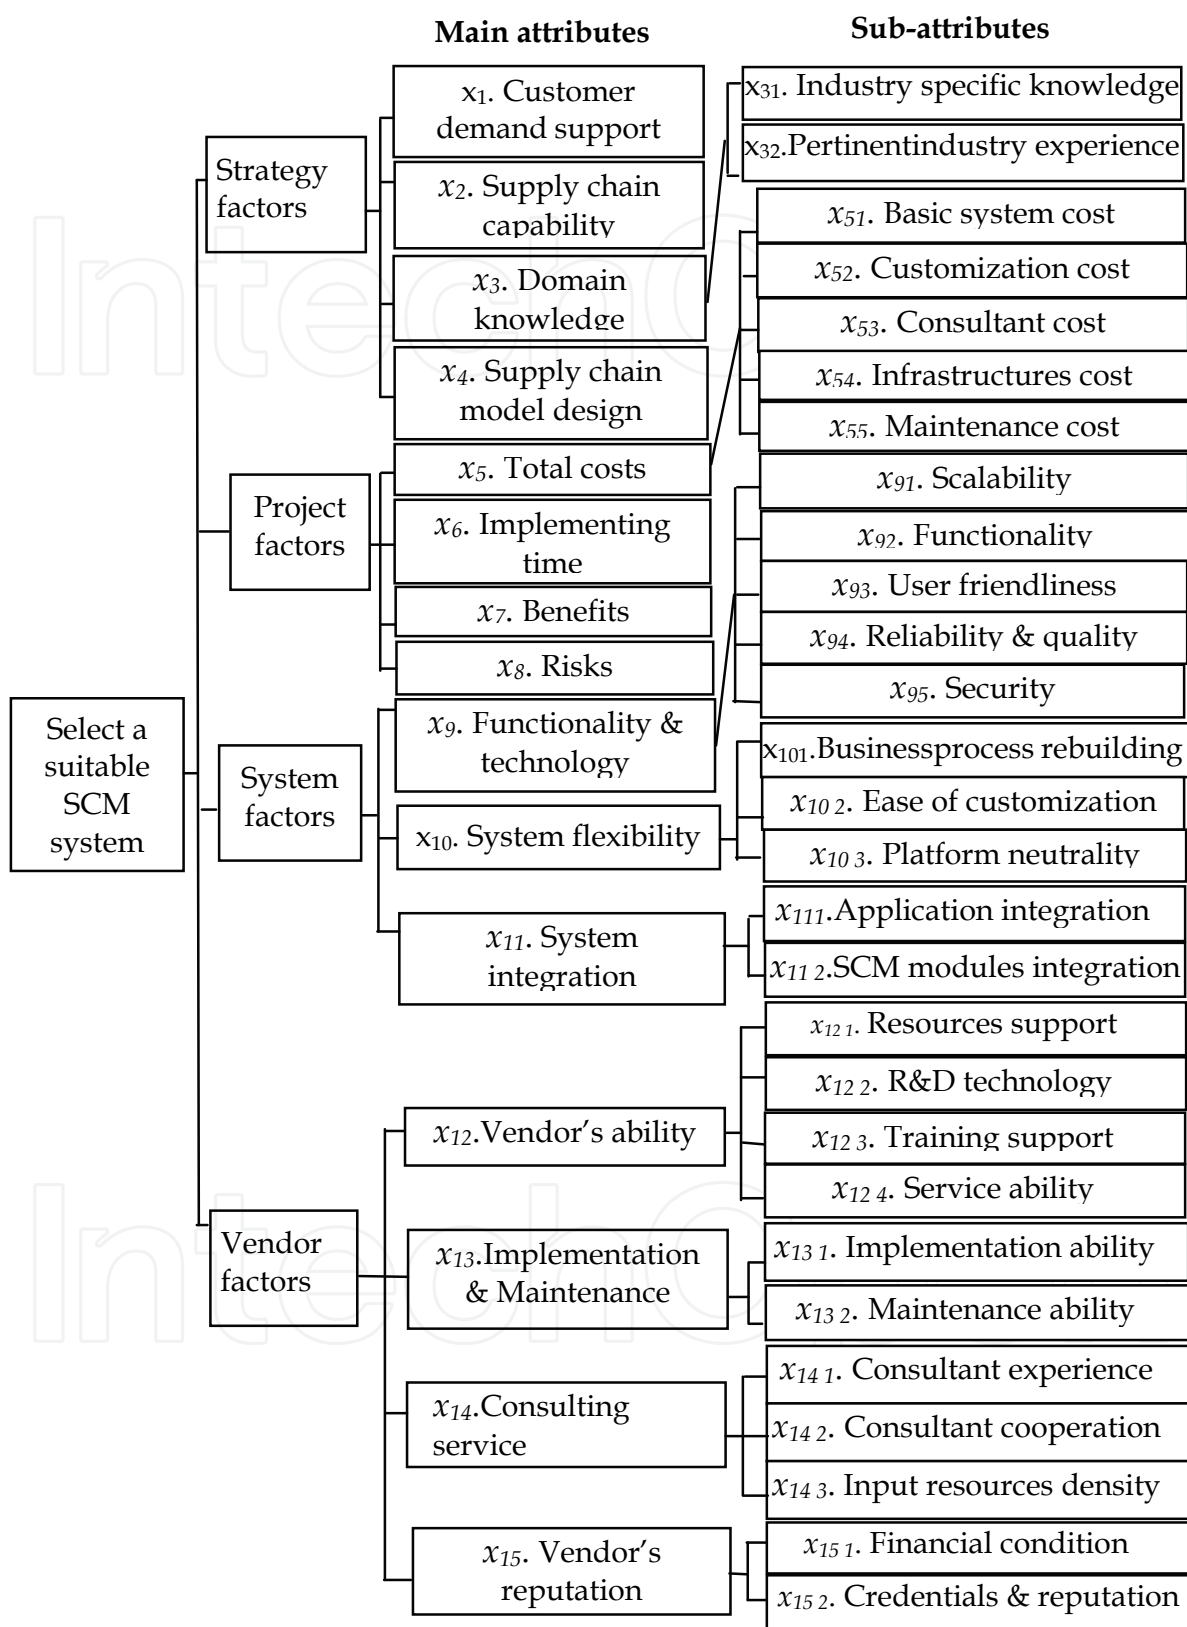 Main attributes
Sub-attributes
Select a
suitable
SCM
system
Strategy
factors
Project
factors
System
factors
Vendor
factors
x1. Customer
demand support
x2. Supply chain
capability
x3. Domain
knowledge
x4. Supply chain
model design
x5. Total costs
x6. Implementing
time
x7. Benefits
x8. Risks
x9. Functionality &
technology
x10. System flexibility
x11. System
integration
x12.Vendor's ability
x13.Implementation
& Maintenance
x14.Consulting
service
x15. Vendor's
reputation
x31. Industry specific knowledge
x32.Pertinentindustry experience
x51. Basic system cost
x52. Customization cost
x53. Consultant cost
x54. Infrastructures cost
x55. Maintenance cost
x91. Scalability
x92. Functionality
x93. User friendliness
x94. Reliability & quality
x95. Security
x101.Businessprocess rebuilding
x10 2. Ease of customization
x10 3. Platform neutrality
x111.Application integration
x11 2.SCM modules integration
x12 1. Resources support
x12 2. R&D technology
x12 3. Training support
x12 4. Service ability
x13 1. Implementation ability
x13 2. Maintenance ability
x14 1. Consultant experience
x14 2. Consultant cooperation
x14 3. Input resources density
x15 1. Financial condition
x15 2. Credentials & reputation
IntechO
IntechO